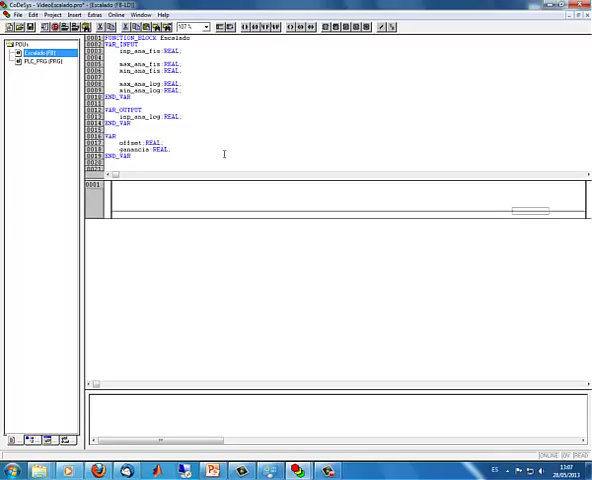 CoDeSys - VideoEscalado.pro* - [Escalado (FB-LD)]
File Edit Project Insert Extras Online Window Help
107 %
POUs
Escalado (FB)
PLC_PRG (PRG)
0001 FUNCTION_BLOCK Escalado
0002 VAR_INPUT
0003 inp_ana_fis:REAL;
0004
0005 max_ana_fis:REAL;
0006 min_ana_fis:REAL;
0007
0008 max_ana_log:REAL;
0009 min_ana_log:REAL;
0010 END_VAR
0011
0012 VAR_OUTPUT
0013 inp_ana_log:REAL;
0014 END_VAR
0015
0016 VAR
0017 offset:REAL;
0018 ganancia:REAL;
0019 END_VAR
0020
0021
0001
ONLINE OV READ
ES
13:07
28/05/2013